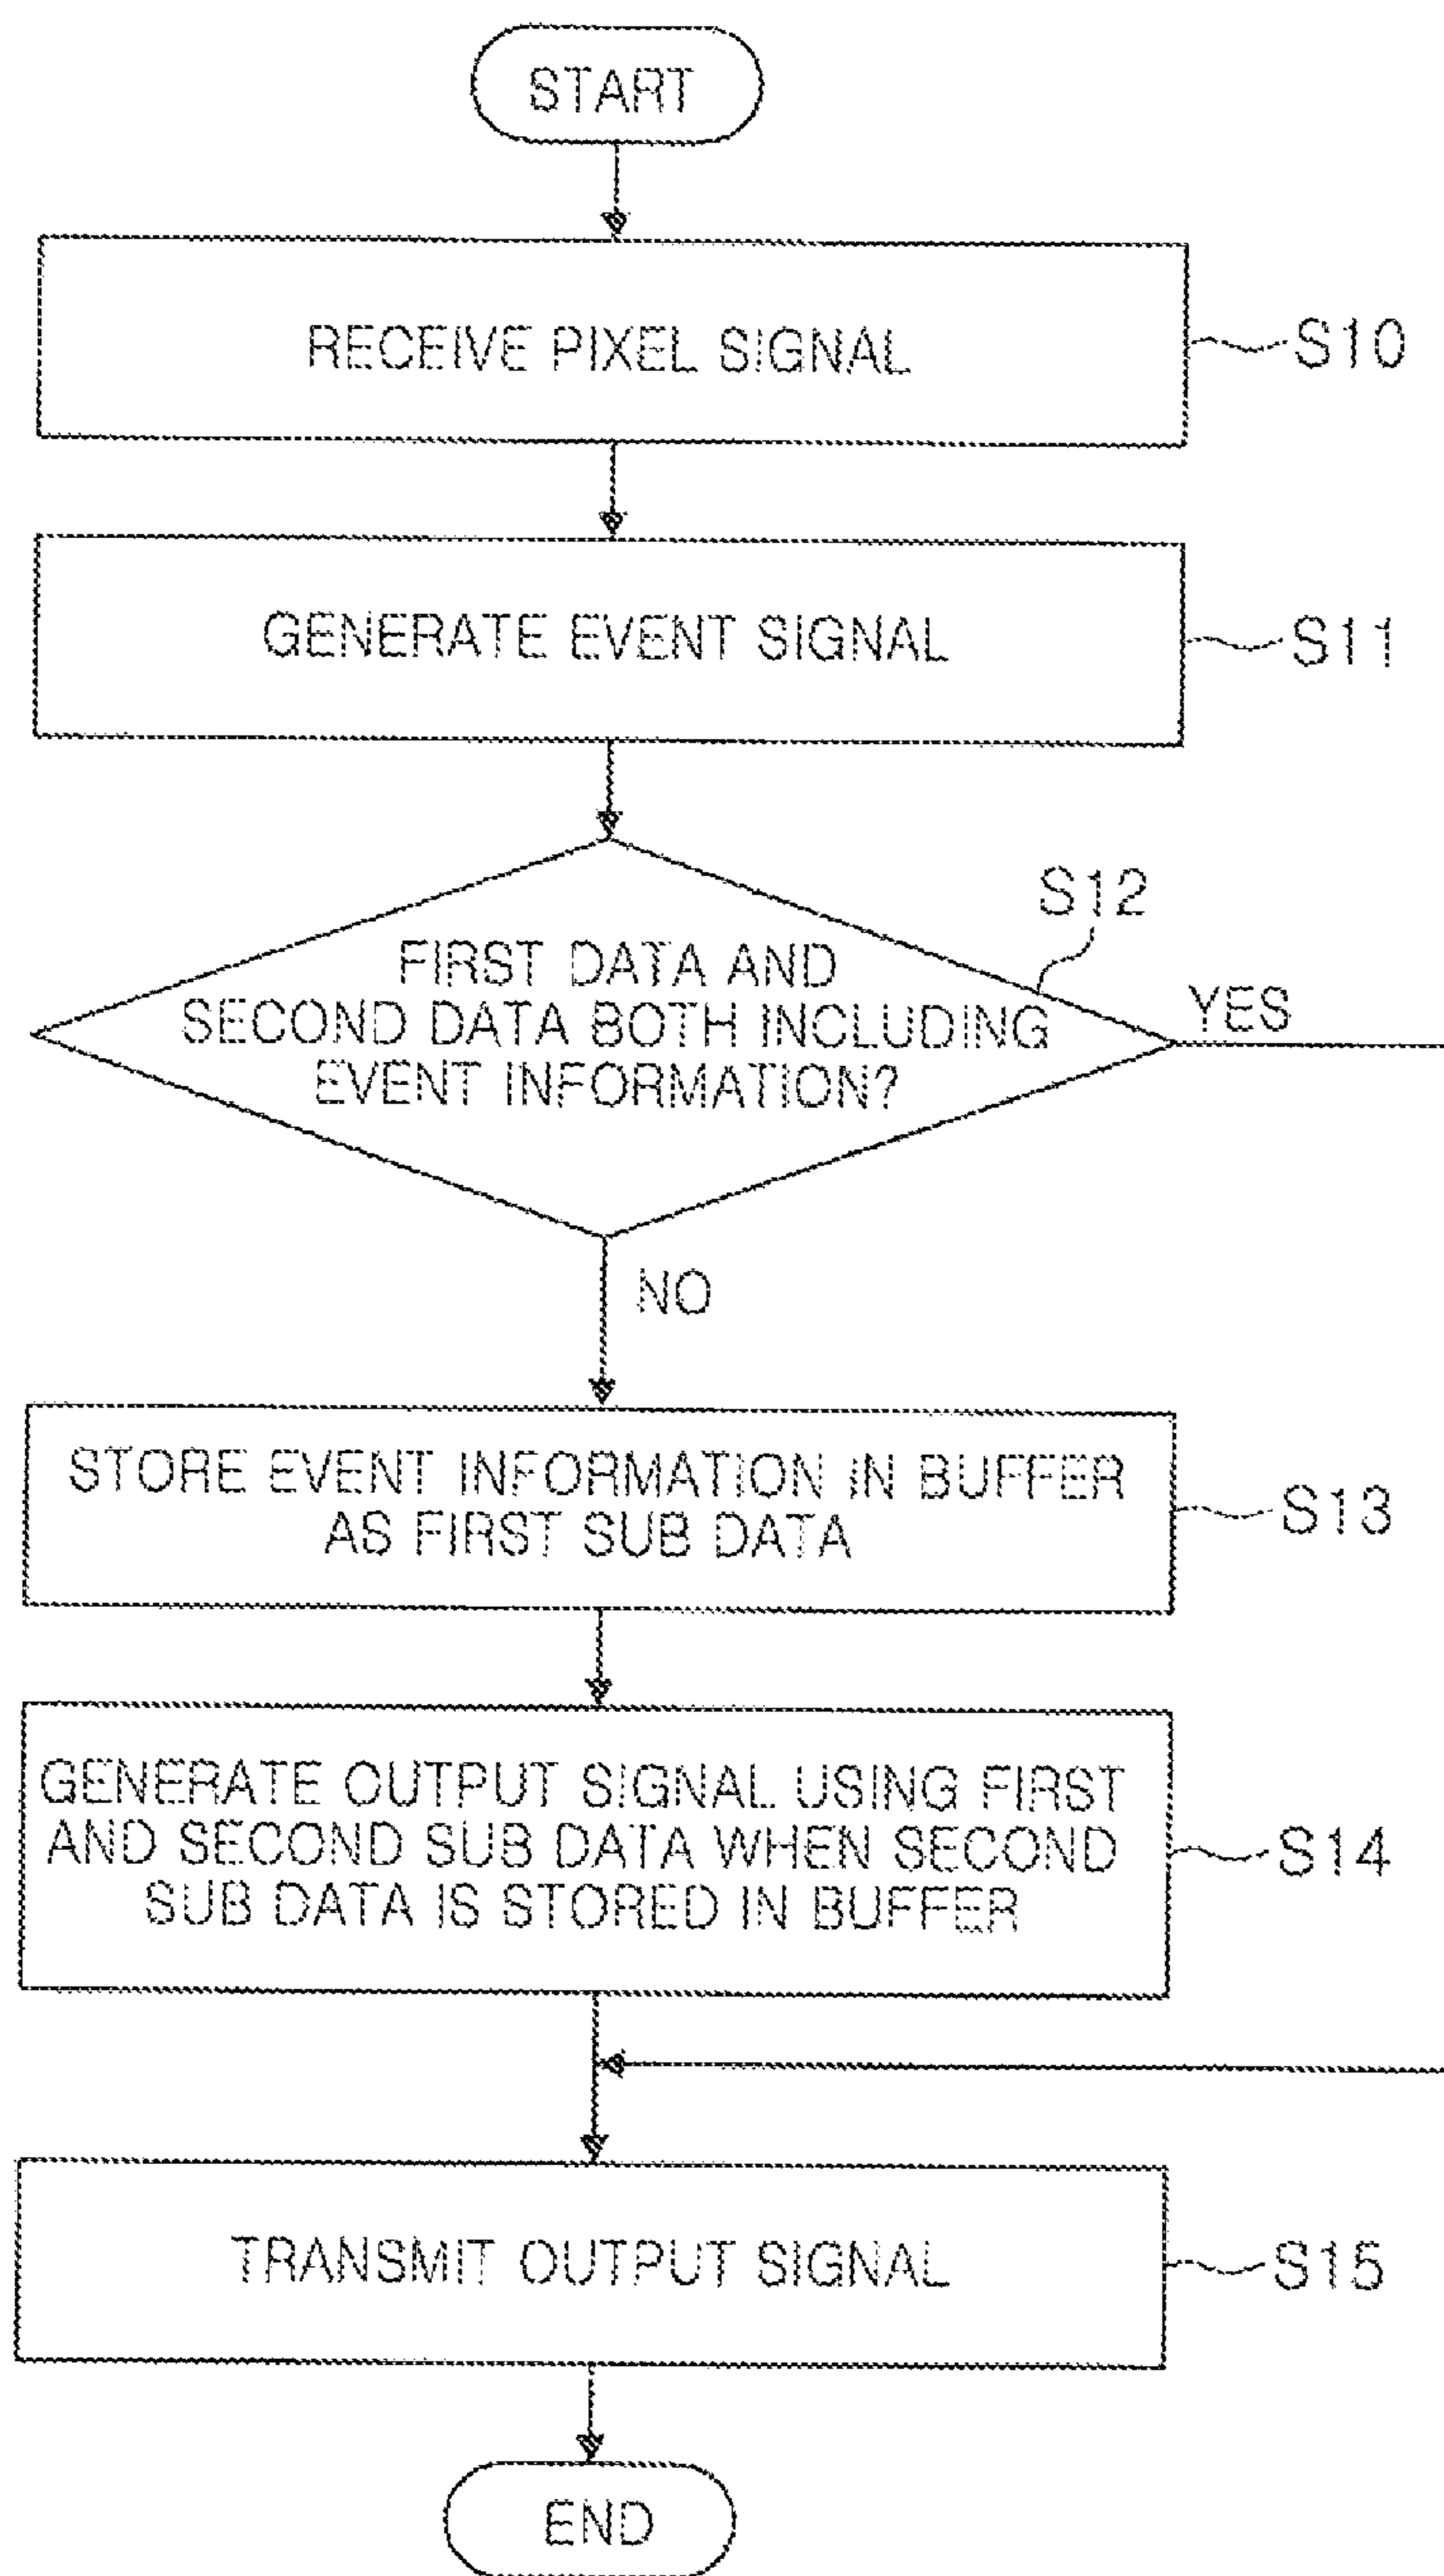 START
RECEIVE PIXEL SIGNAL
S10
GENERATE EVENT SIGNAL
S11
S12
FIRST DATA AND
SECOND DATA BOTH INCLUDING
EVENT INFORMATION?
YES
NO
STORE EVENT INFORMATION IN BUFFER
AS FIRST SUB DATA
S13
GENERATE OUTPUT SIGNAL USING FIRST
AND SECOND SUB DATA WHEN SECOND
SUB DATA IS STORED IN BUFFER
S14
TRANSMIT OUTPUT SIGNAL
S15
END